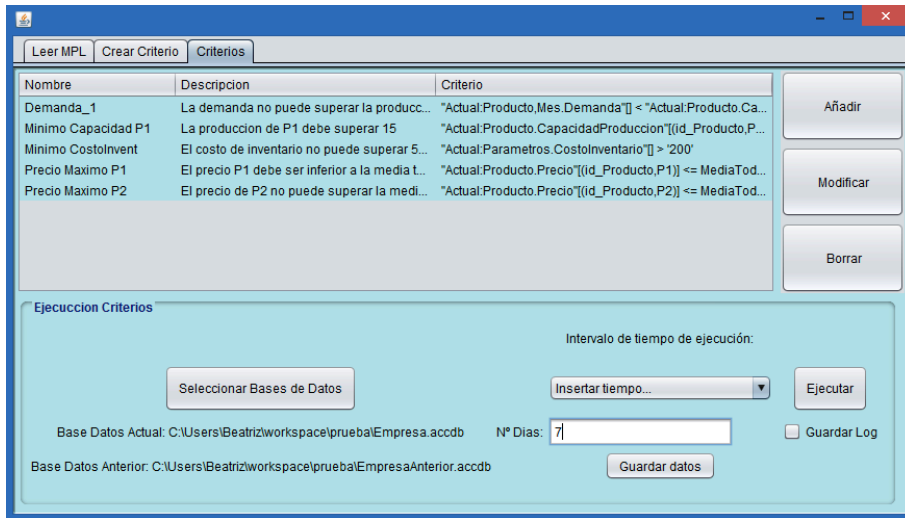 Leer MPL Crear Criterio Criterios
Nombre Descripcion Criterio
Demanda_1 La demanda no puede superar la producc... "Actual:Producto,Mes.Demanda"[] < "Actual:Producto.Ca...
Minimo Capacidad P1 La produccion de P1 debe superar 15 "Actual:Producto.CapacidadProduccion"[(id_Producto,P...
Minimo CostoInvent El costo de inventario no puede superar 5... "Actual:Parametros.CostoInventario"[] > '200'
Precio Maximo P1 El precio P1 debe ser inferior a la media t... "Actual:Producto.Precio"[(id_Producto,P1)] <= MediaTod...
Precio Maximo P2 El precio de P2 no puede superar la medi... "Actual:Producto.Precio"[(id_Producto,P2)] <= MediaTod...
Añadir
Modificar
Borrar
Ejecuccion Criterios
Intervalo de tiempo de ejecución:
Seleccionar Bases de Datos Insertar tiempo... Ejecutar
Base Datos Actual: C:\Users\Beatriz\workspace\prueba\Empresa.accdb Nº Dias: 7 Guardar Log
Base Datos Anterior: C:\Users\Beatriz\workspace\prueba\EmpresaAnterior.accdb Guardar datos